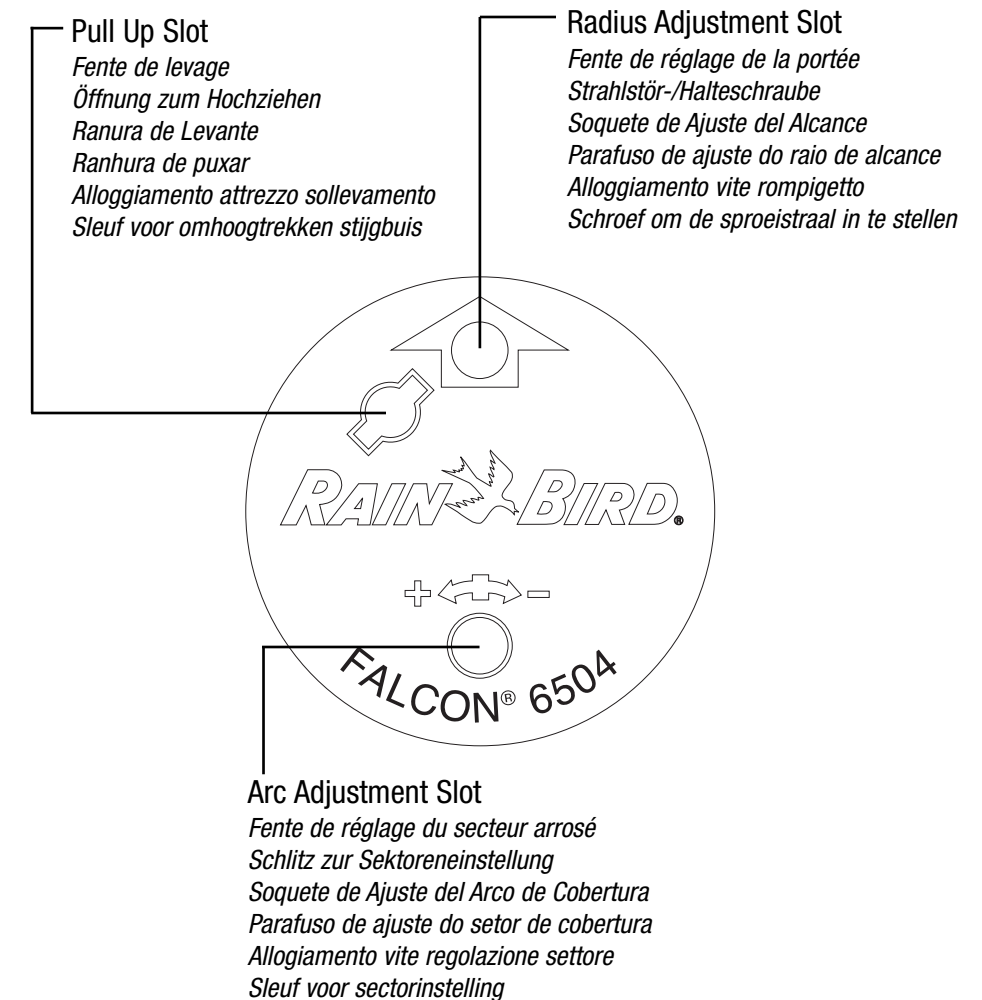 Pull Up Slot
Fente de levage
Öffnung zum Hochziehen
Ranura de Levante
Ranhura de puxar
Alloggiamento attrezzo sollevamento
Sleuf voor omhoogtrekken stijgbuis
Radius Adjustment Slot
Fente de réglage de la portée
Strahlstör-/Halteschraube
Soquete de Ajuste del Alcance
Parafuso de ajuste do raio de alcance
Alloggiamento vite rompigetto
Schroef om de sproeistraal in te stellen
RAIN BIRD®
+ -
FALCON® 6504
Arc Adjustment Slot
Fente de réglage du secteur arrosé
Schlitz zur Sektoreneinstellung
Soquete de Ajuste del Arco de Cobertura
Parafuso de ajuste do setor de cobertura
Allogiamento vite regolazione settore
Sleuf voor sectorinstelling